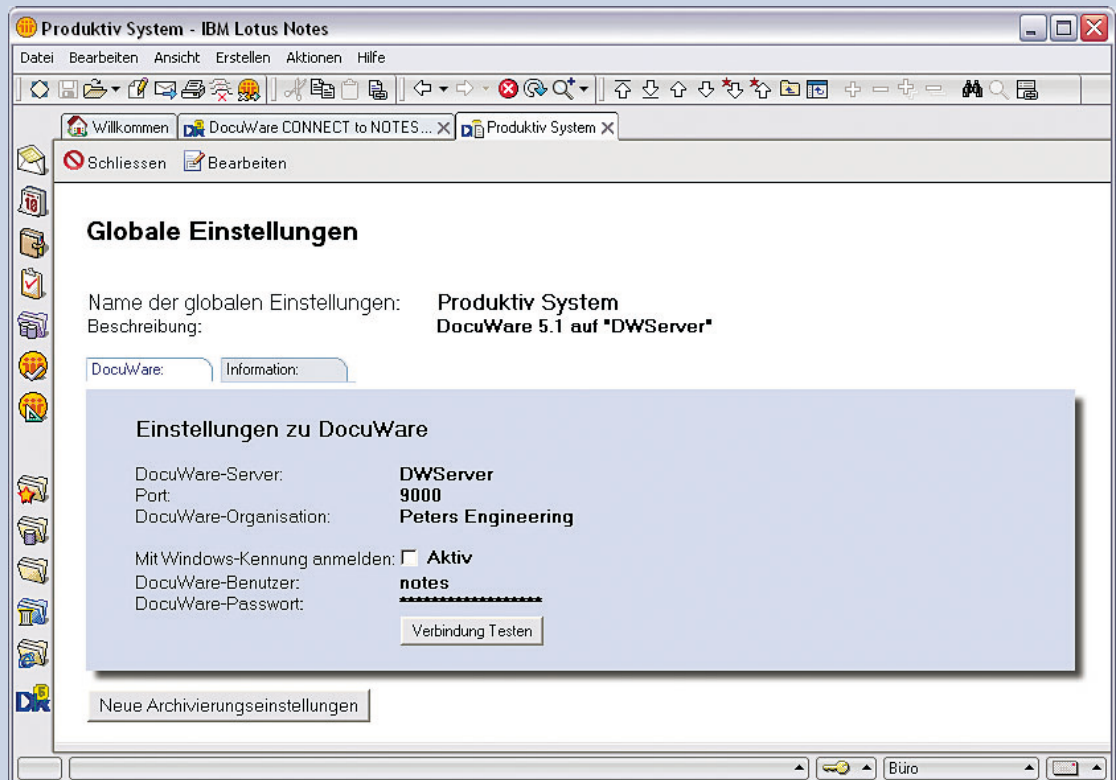 Produktiv System - IBM Lotus Notes
Datei Bearbeiten Ansicht Erstellen Aktionen Hilfe
Willkommen DocuWare CONNECT to NOTES... Produktiv System
Schliessen Bearbeiten
Globale Einstellungen
Name der globalen Einstellungen: Produktiv System
Beschreibung: DocuWare 5.1 auf "DWServer"
DocuWare: Information:
Einstellungen zu DocuWare
DocuWare-Server: DWServer
Port: 9000
DocuWare-Organisation: Peters Engineering
Mit Windows-Kennung anmelden: Aktiv
DocuWare-Benutzer: notes
DocuWare-Passwort: ******************
Verbindung Testen
Neue Archivierungseinstellungen
Büro